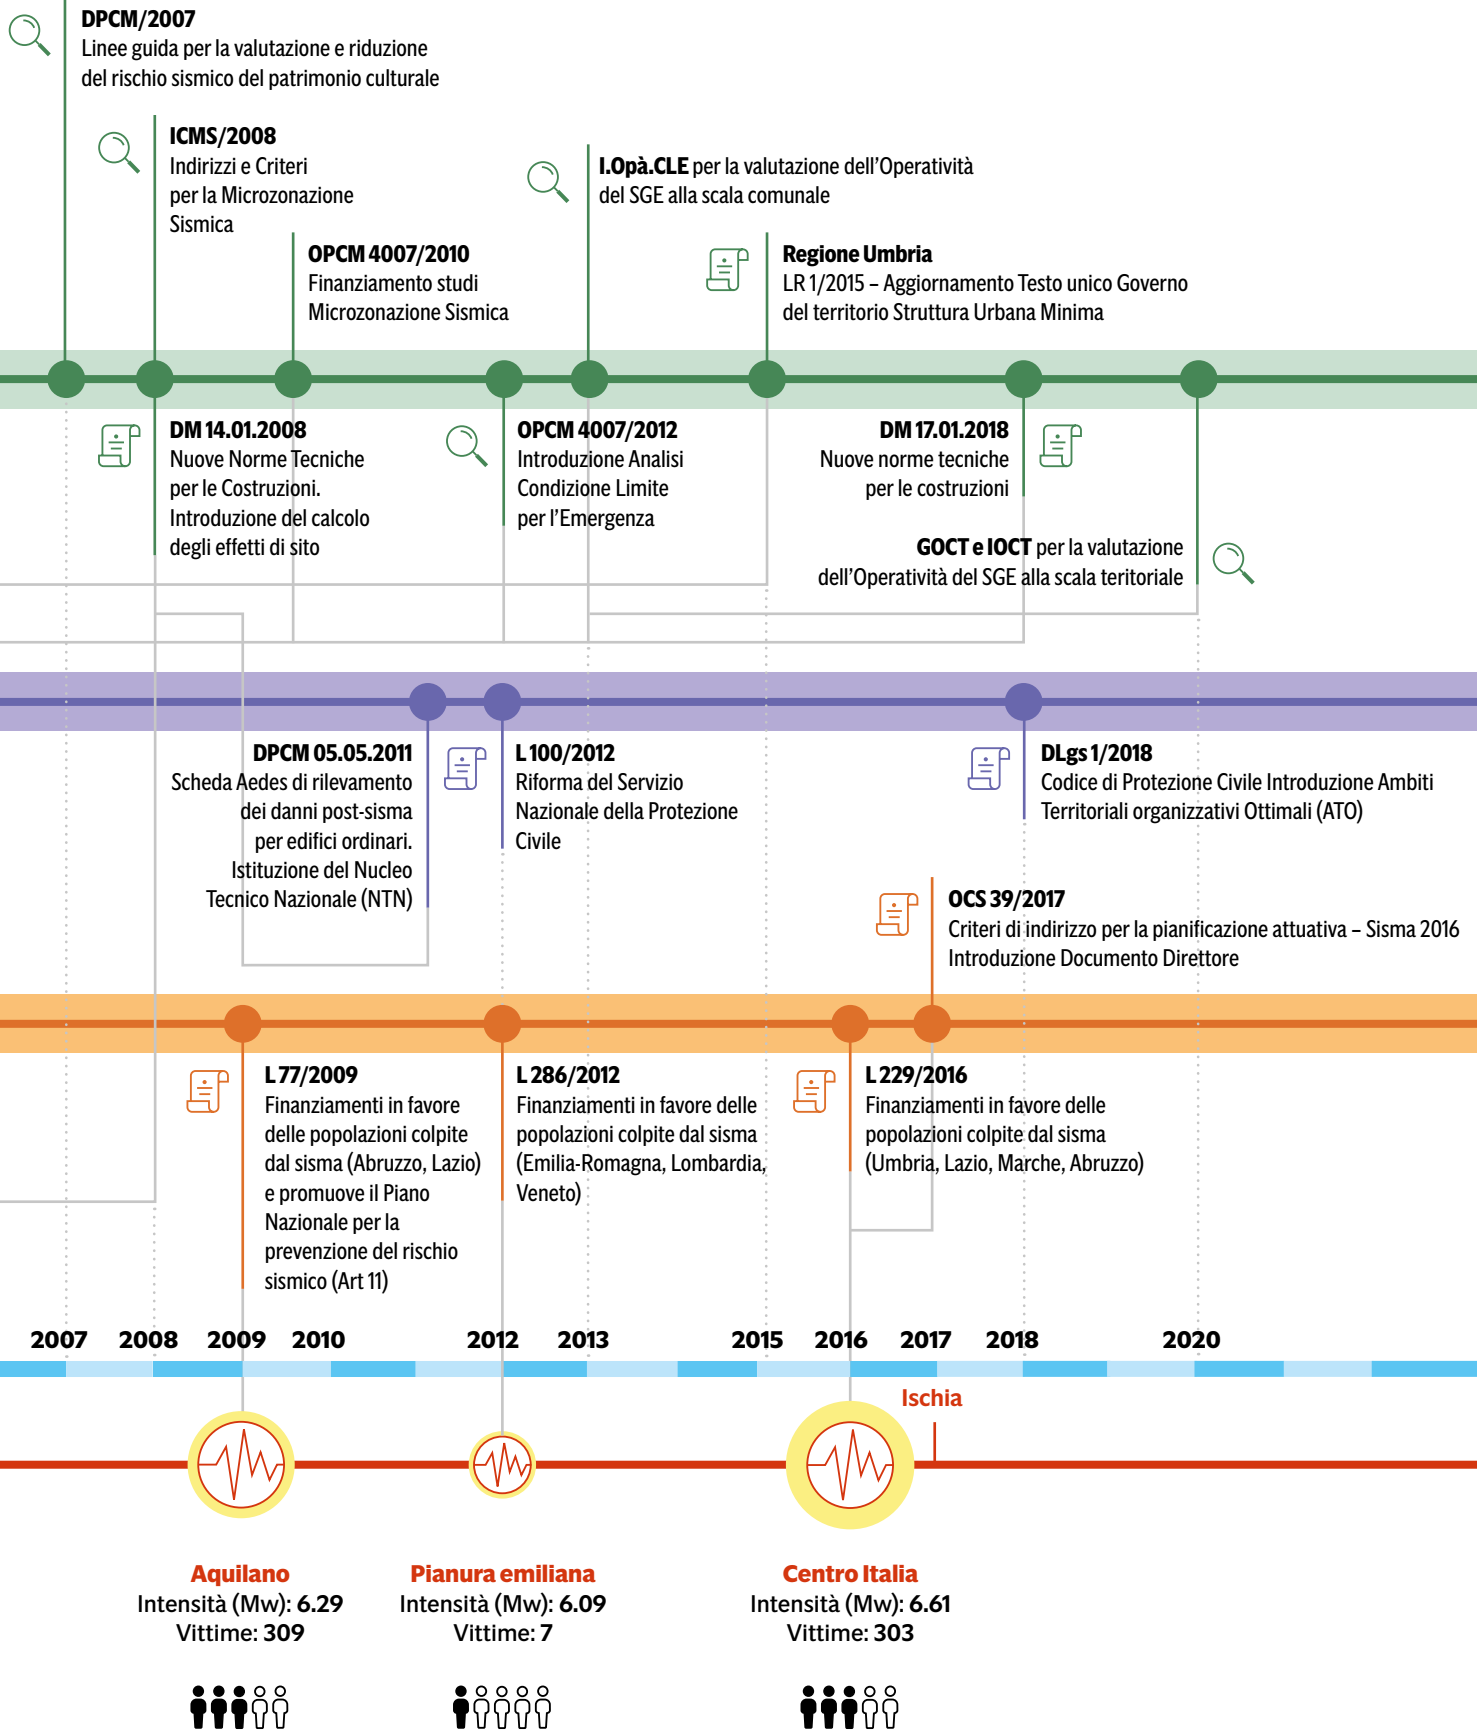 DPCM/2007
Linee guida per la valutazione e riduzione
del rischio sismico del patrimonio culturale
ICMS/2008
Indirizzi e Criteri
per la Microzonazione
Sismica
I.Opà.CLE per la valutazione dell’Operatività
del SGE alla scala comunale
OPCM 4007/2010
Finanziamento studi
Microzonazione Sismica
Regione Umbria
LR 1/2015 – Aggiornamento Testo unico Governo
del territorio Struttura Urbana Minima
DM 14.01.2008
Nuove Norme Tecniche
per le Costruzioni.
Introduzione del calcolo
degli effetti di sito
OPCM 4007/2012
Introduzione Analisi
Condizione Limite
per l’Emergenza
DM 17.01.2018
Nuove norme tecniche
per le costruzioni
GOCT e IOCT per la valutazione
dell’Operatività del SGE alla scala teritoriale
DPCM 05.05.2011
Scheda Aedes di rilevamento
dei danni post-sisma
per edifici ordinari.
Istituzione del Nucleo
Tecnico Nazionale (NTN)
L 100/2012
Riforma del Servizio
Nazionale della Protezione
Civile
DLgs 1/2018
Codice di Protezione Civile Introduzione Ambiti
Territoriali organizzativi Ottimali (ATO)
OCS 39/2017
Criteri di indirizzo per la pianificazione attuativa – Sisma 2016
Introduzione Documento Direttore
L 77/2009
Finanziamenti in favore
delle popolazioni colpite
dal sisma (Abruzzo, Lazio)
e promuove il Piano
Nazionale per la
prevenzione del rischio
sismico (Art 11)
L 286/2012
Finanziamenti in favore delle
popolazioni colpite dal sisma
(Emilia-Romagna, Lombardia,
Veneto)
L 229/2016
Finanziamenti in favore delle
popolazioni colpite dal sisma
(Umbria, Lazio, Marche, Abruzzo)
2007 2008 2009 2010 2012 2013 2015 2016 2017 2018 2020
Ischia
Aquilano
Intensità (Mw): 6.29
Vittime: 309
Pianura emiliana
Intensità (Mw): 6.09
Vittime: 7
Centro Italia
Intensità (Mw): 6.61
Vittime: 303